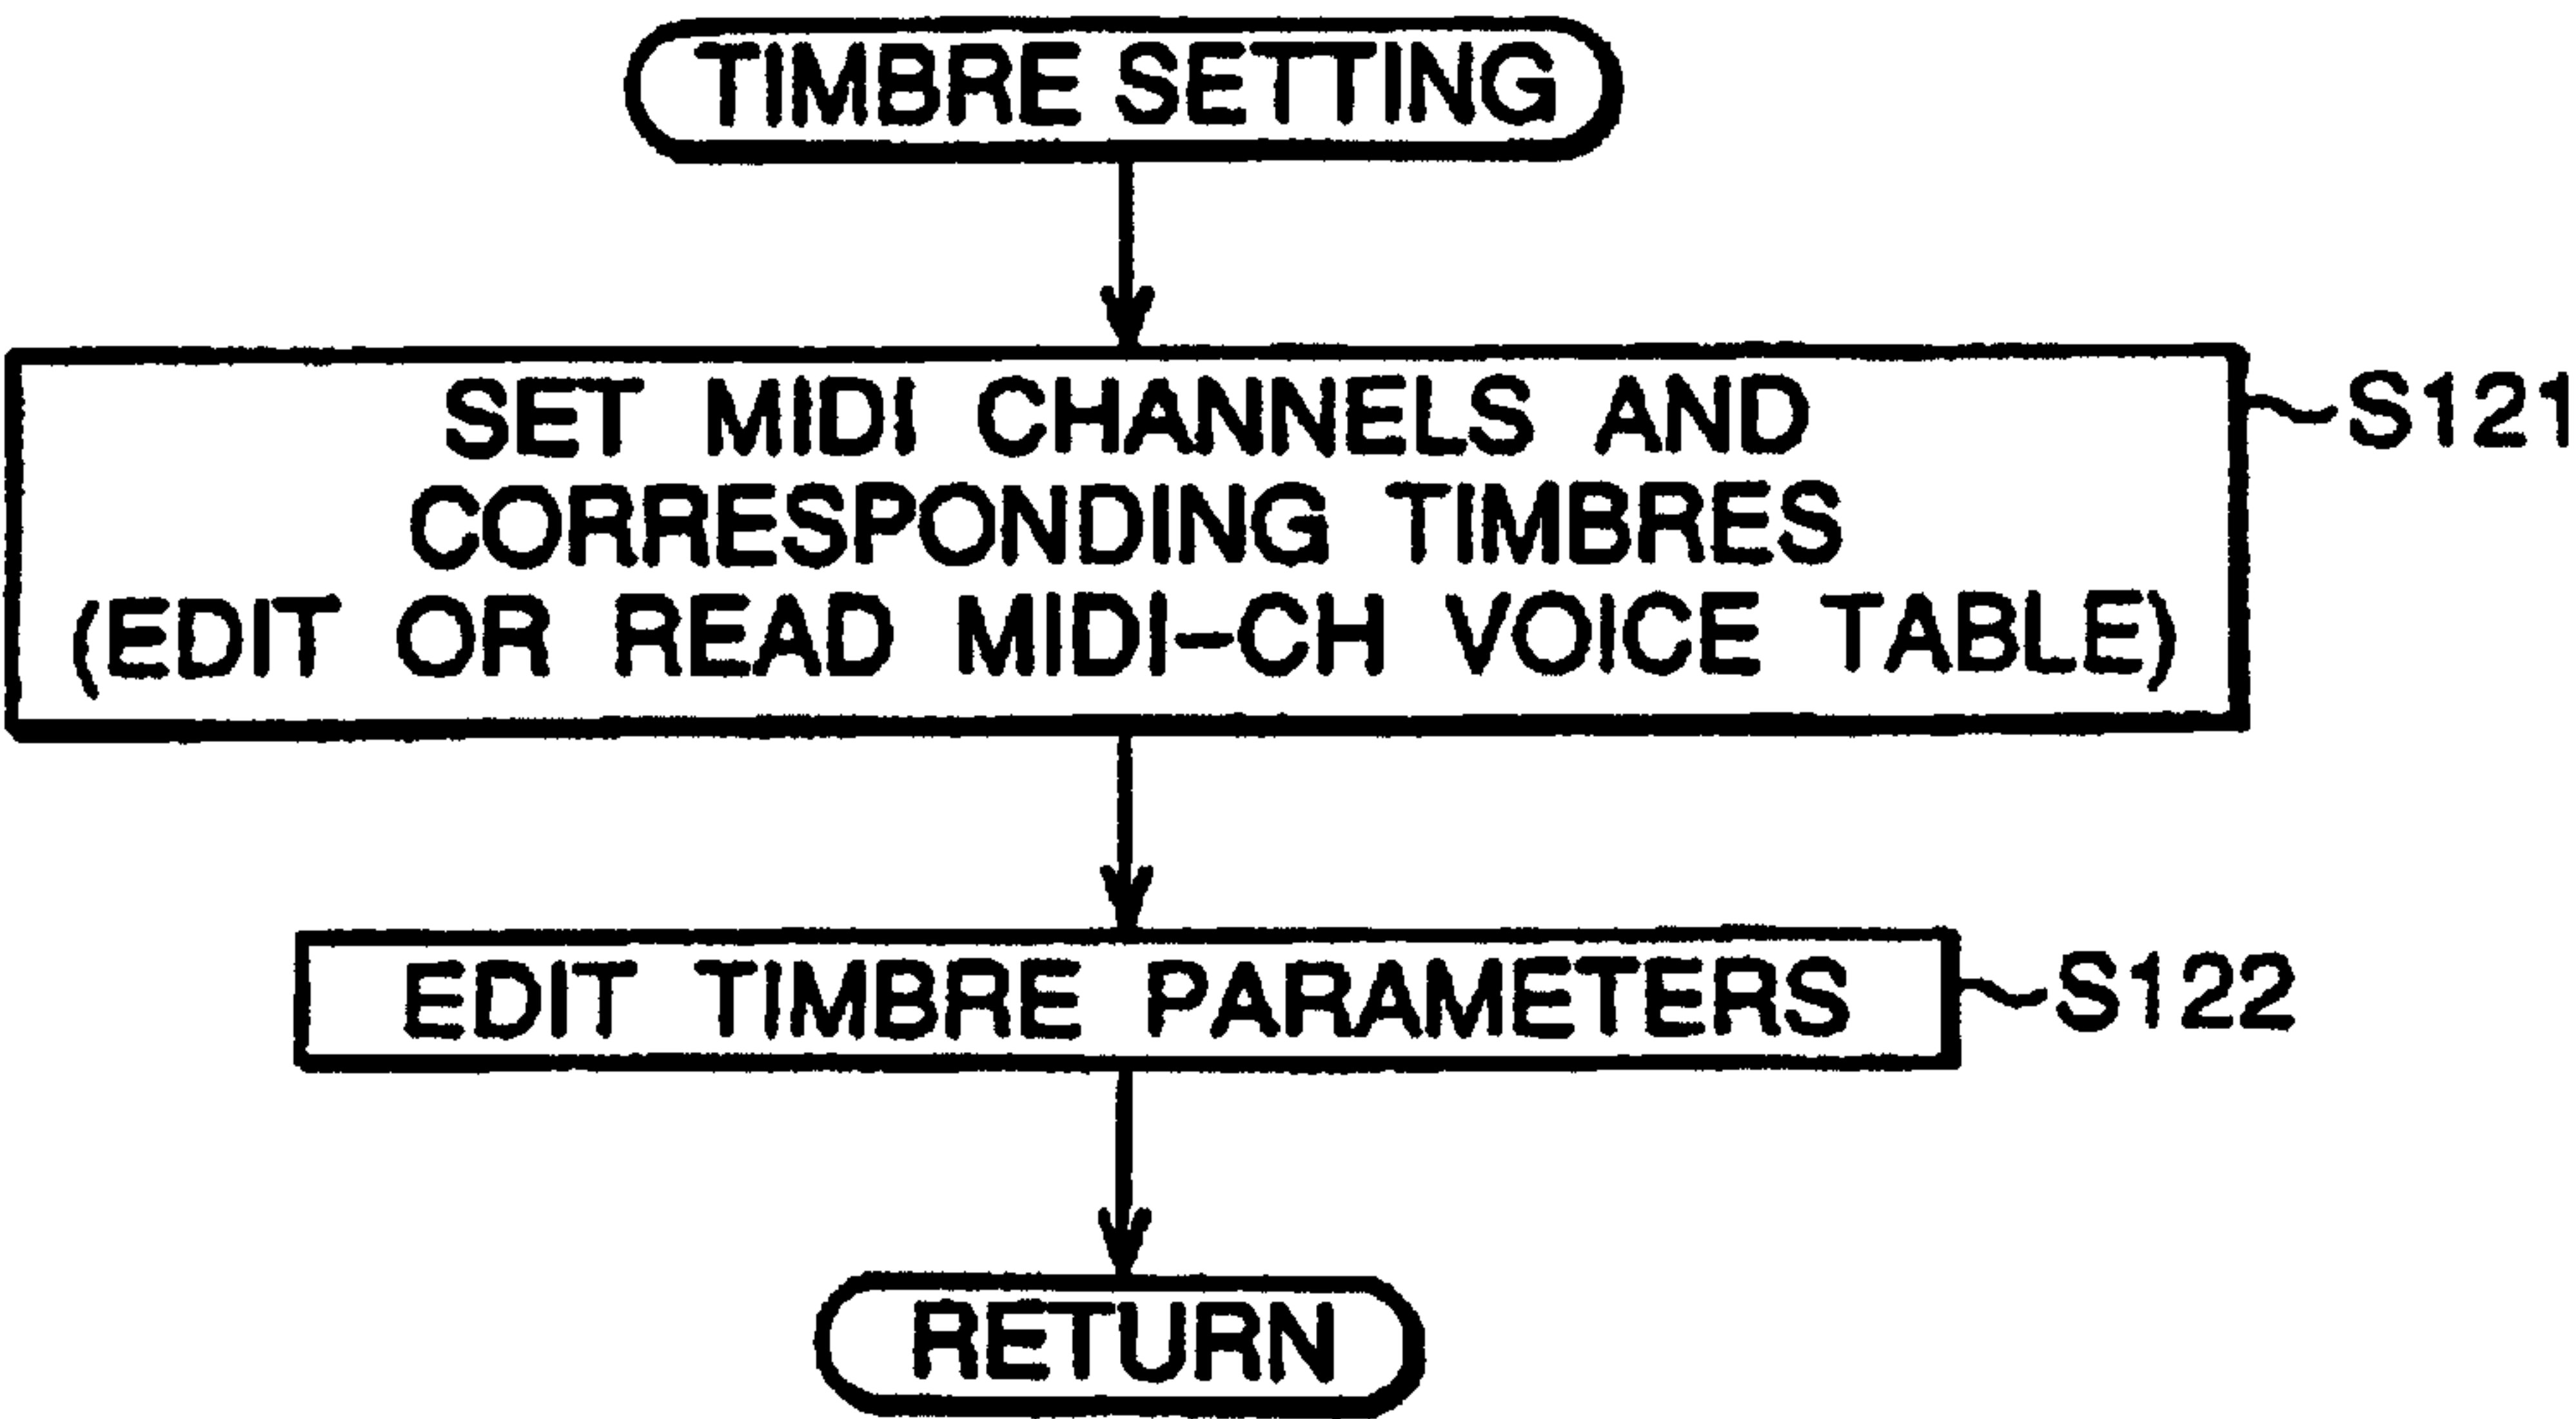 TIMBRE SETTING
SET MIDI CHANNELS AND
CORRESPONDING TIMBRES
(EDIT OR READ MIDI-CH VOICE TABLE)
S121
EDIT TIMBRE PARAMETERS
S122
RETURN